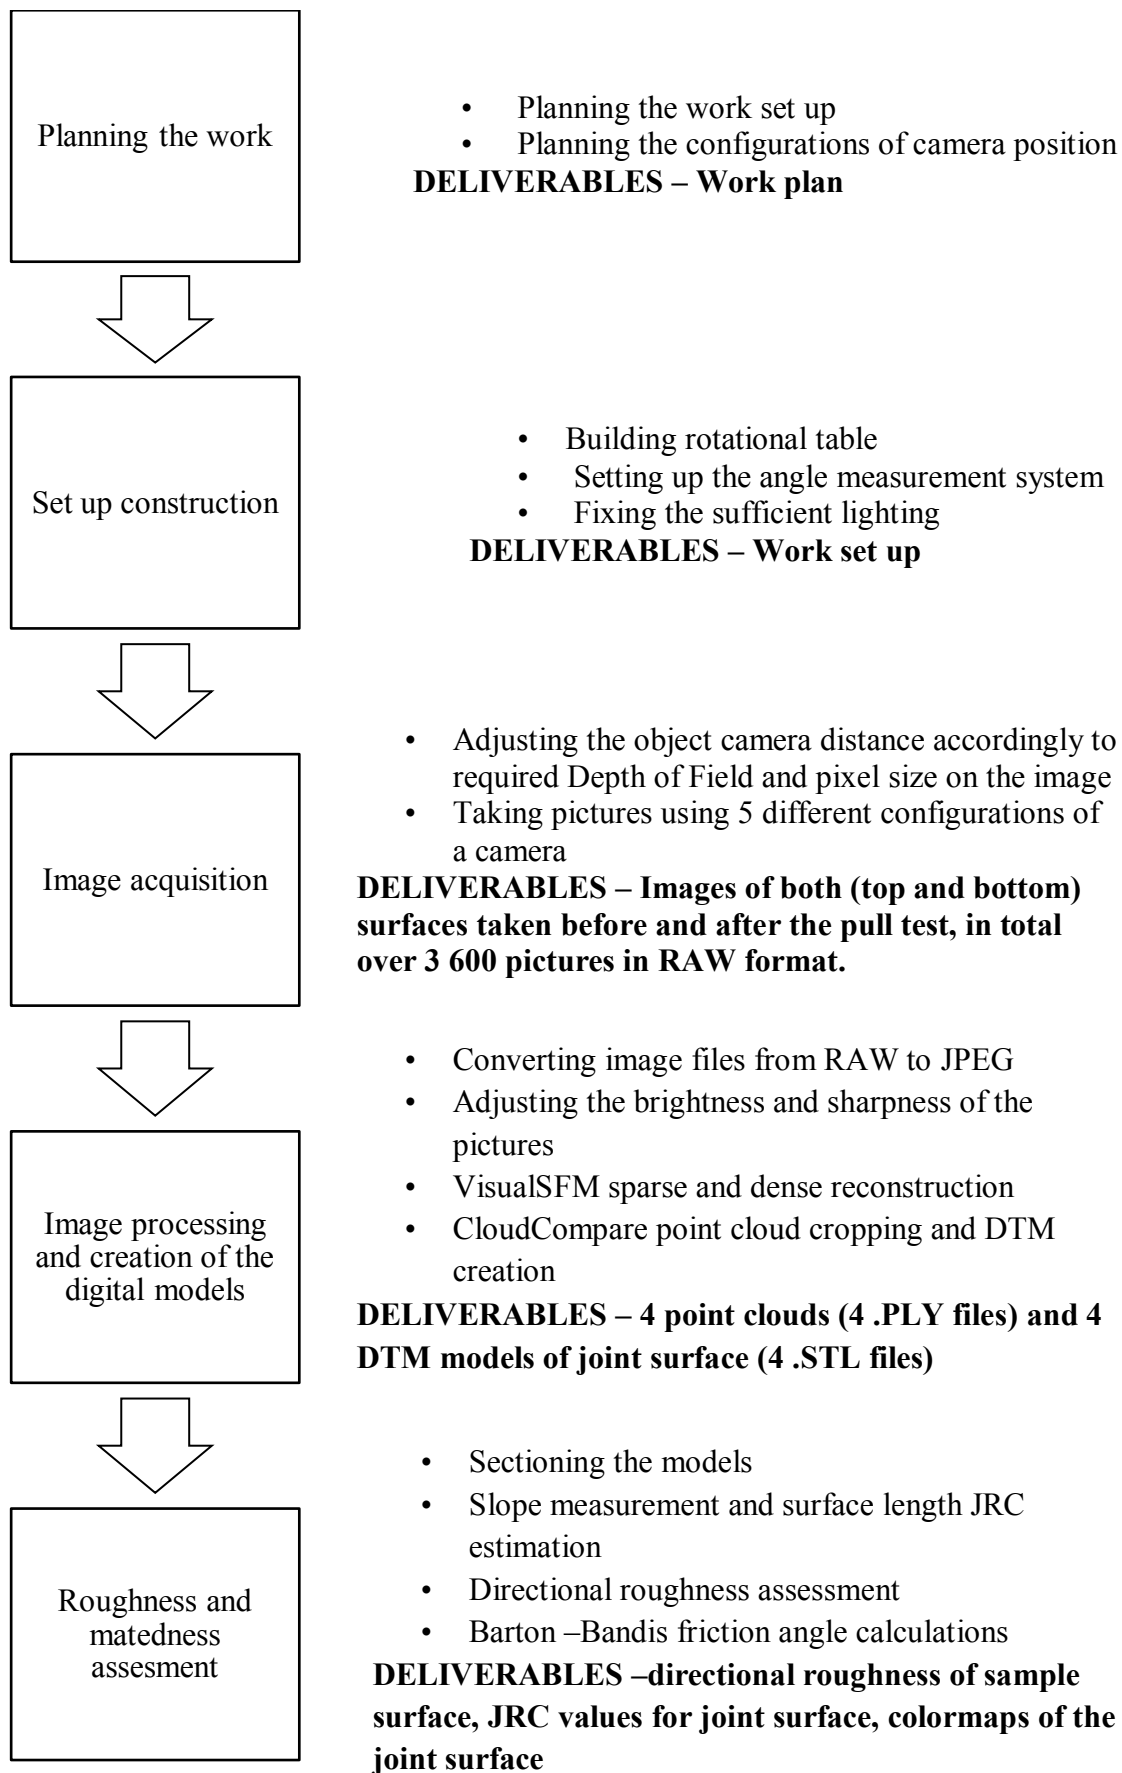 Planning the work
• Planning the work set up
• Planning the configurations of camera position
DELIVERABLES – Work plan
Set up construction
• Building rotational table
• Setting up the angle measurement system
• Fixing the sufficient lighting
DELIVERABLES – Work set up
Image acquisition
• Adjusting the object camera distance accordingly to
required Depth of Field and pixel size on the image
• Taking pictures using 5 different configurations of
a camera
DELIVERABLES – Images of both (top and bottom)
surfaces taken before and after the pull test, in total
over 3 600 pictures in RAW format.
Image processing
and creation of the
digital models
• Converting image files from RAW to JPEG
• Adjusting the brightness and sharpness of the
pictures
• VisualSFM sparse and dense reconstruction
• CloudCompare point cloud cropping and DTM
creation
DELIVERABLES – 4 point clouds (4 .PLY files) and 4
DTM models of joint surface (4 .STL files)
Roughness and
matedness
assesment
• Sectioning the models
• Slope measurement and surface length JRC
estimation
• Directional roughness assessment
• Barton –Bandis friction angle calculations
DELIVERABLES –directional roughness of sample
surface, JRC values for joint surface, colormaps of the
joint surface